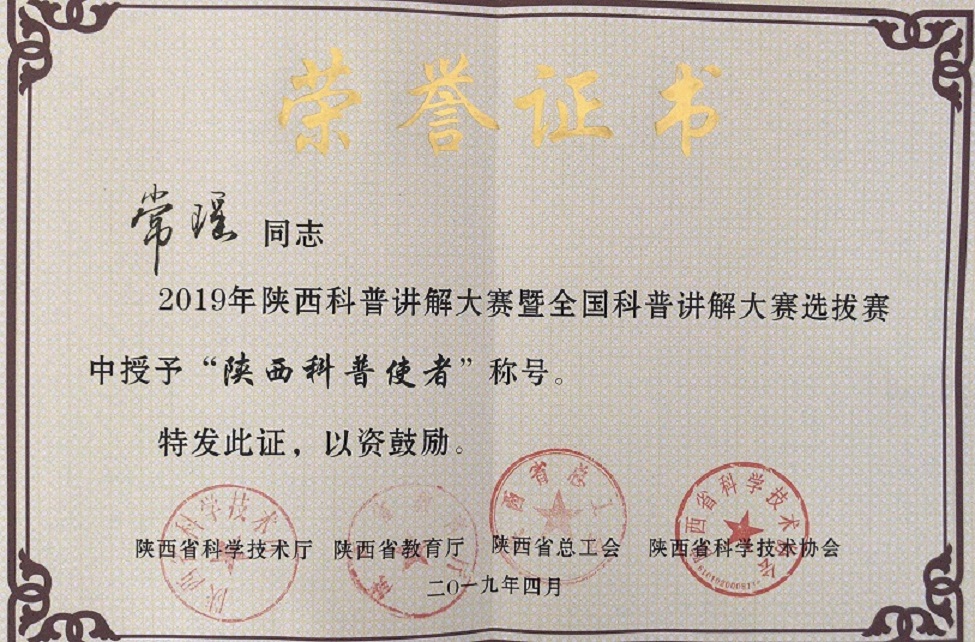 荣誉证书
常瑶 同志
2019年陕西科普讲解大赛暨全国科普讲解大赛选拔赛
中授予“陕西科普使者”称号。
特发此证，以资鼓励。
陕西省科学技术厅 陕西省教育厅 陕西省总工会 陕西省科学技术协会
二〇一九年四月